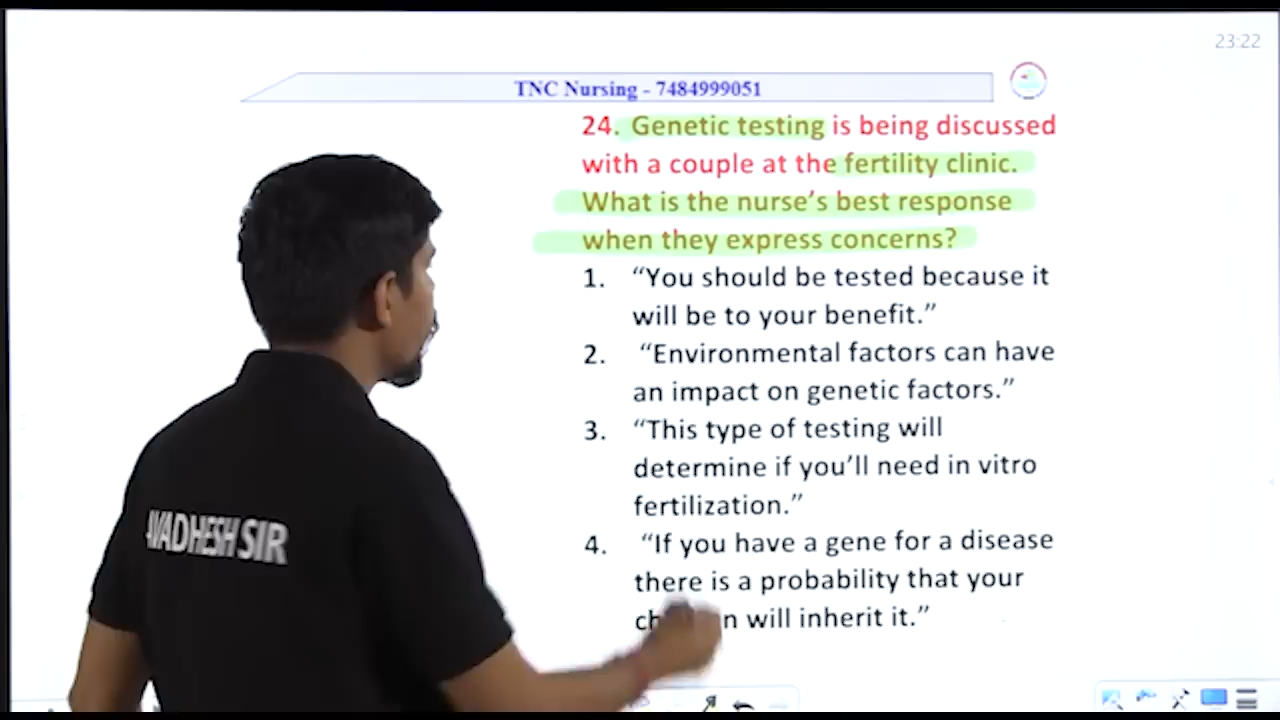 23:22
TNC Nursing - 7484999051
24. Genetic testing is being discussed
with a couple at the fertility clinic.
What is the nurse’s best response
when they express concerns?
1. “You should be tested because it
will be to your benefit.”
2. “Environmental factors can have
an impact on genetic factors.”
3. “This type of testing will
determine if you’ll need in vitro
fertilization.”
4. “If you have a gene for a disease
there is a probability that your
will inherit it.”
AVADHESH SIR